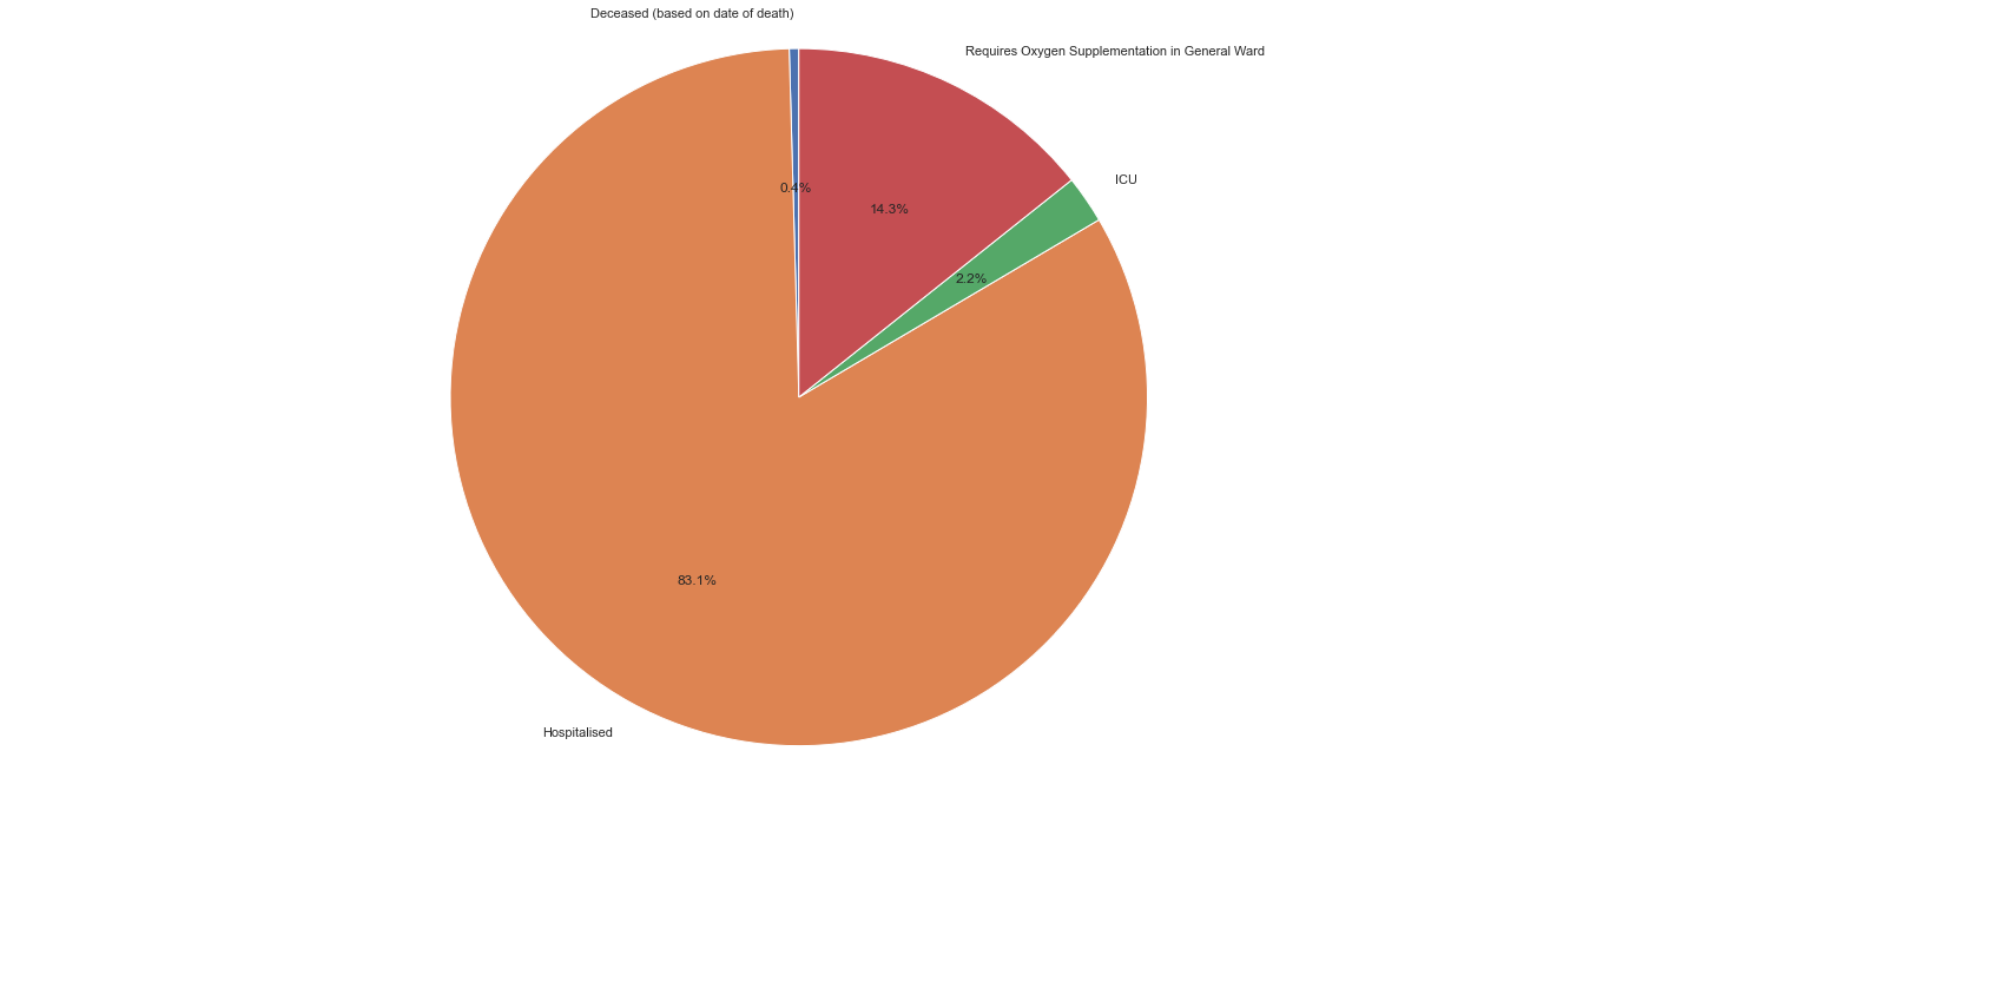 Deceased (based on date of death)
Requires Oxygen Supplementation in General Ward
ICU
0.4%
14.3%
2.2%
83.1%
Hospitalised